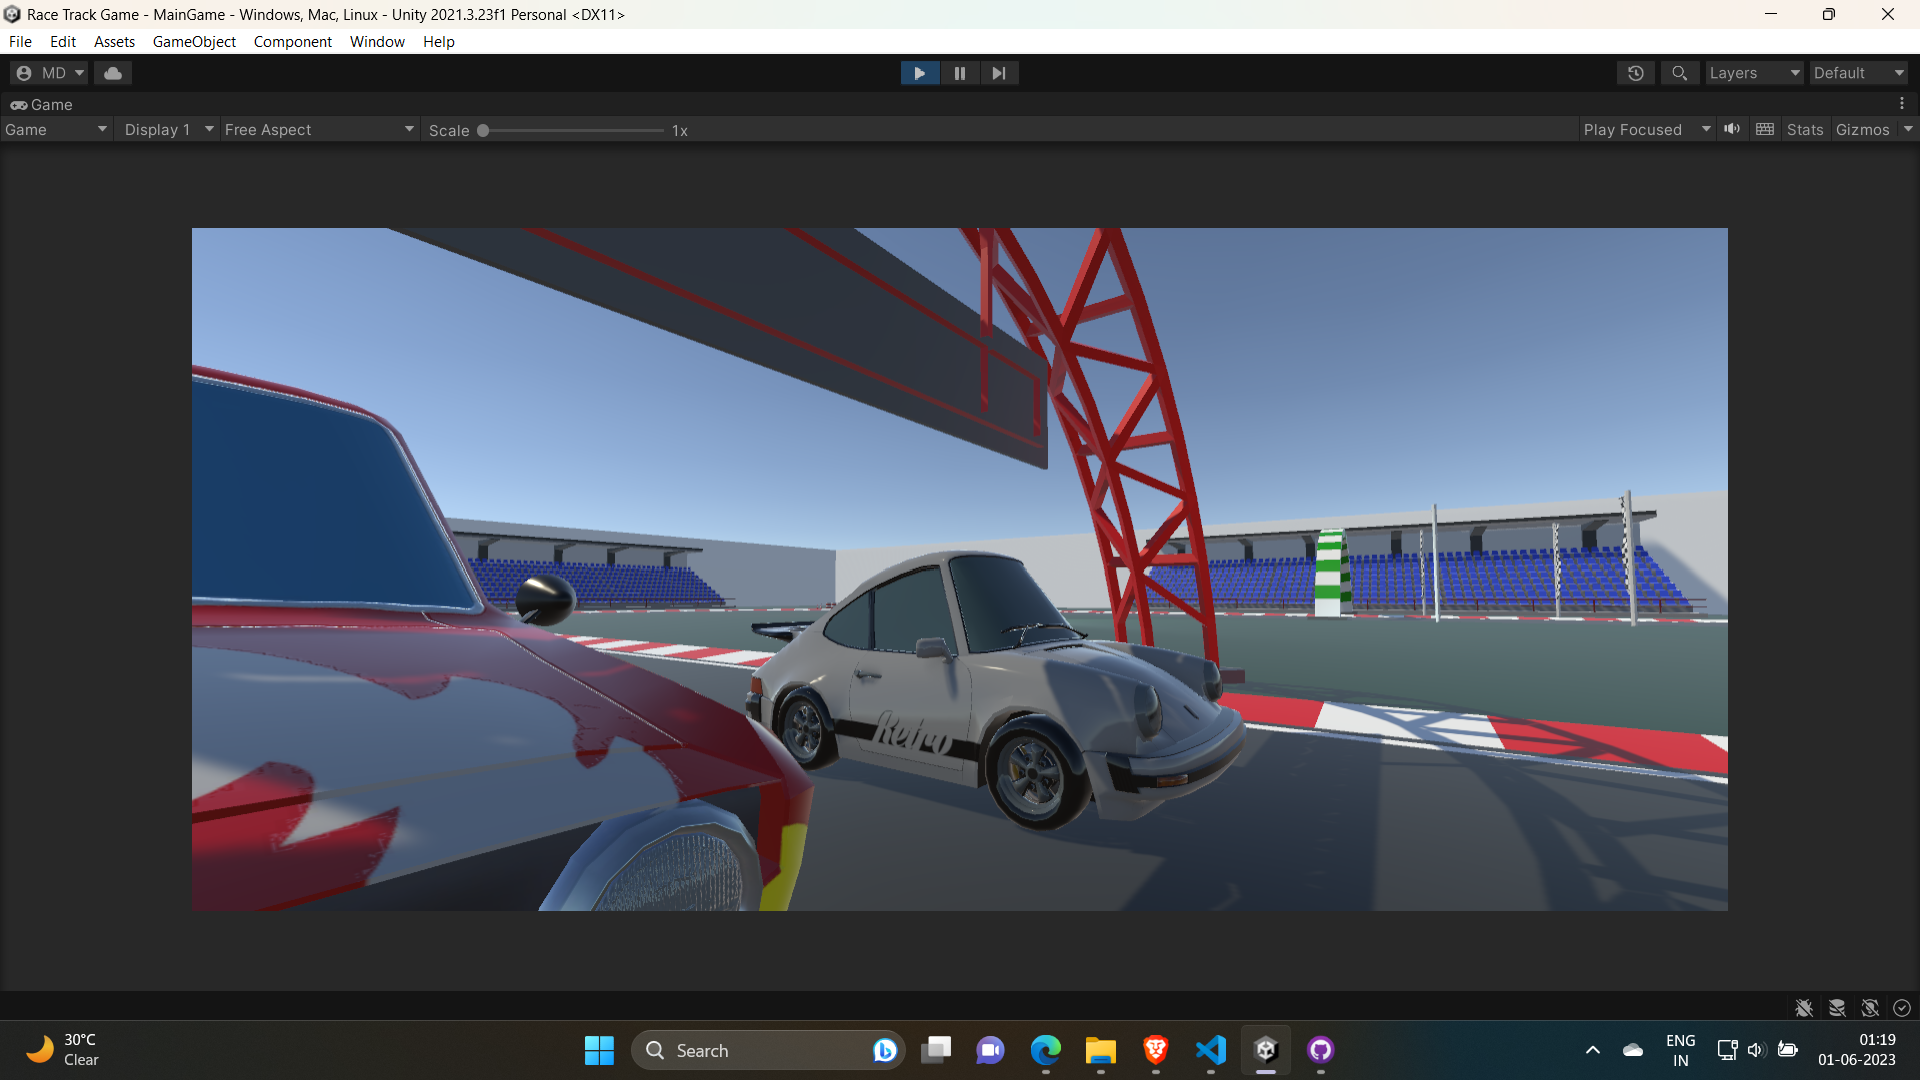 Race Track Game - MainGame - Windows, Mac, Linux - Unity 2021.3.23f1 Personal <DX11>
File Edit Assets GameObject Component Window Help
MD Layers Default
Game
Game Display 1 Free Aspect Scale 1x Play Focused Stats Gizmos
Retro
30°C
Clear
Search
ENG
IN
01:19
01-06-2023